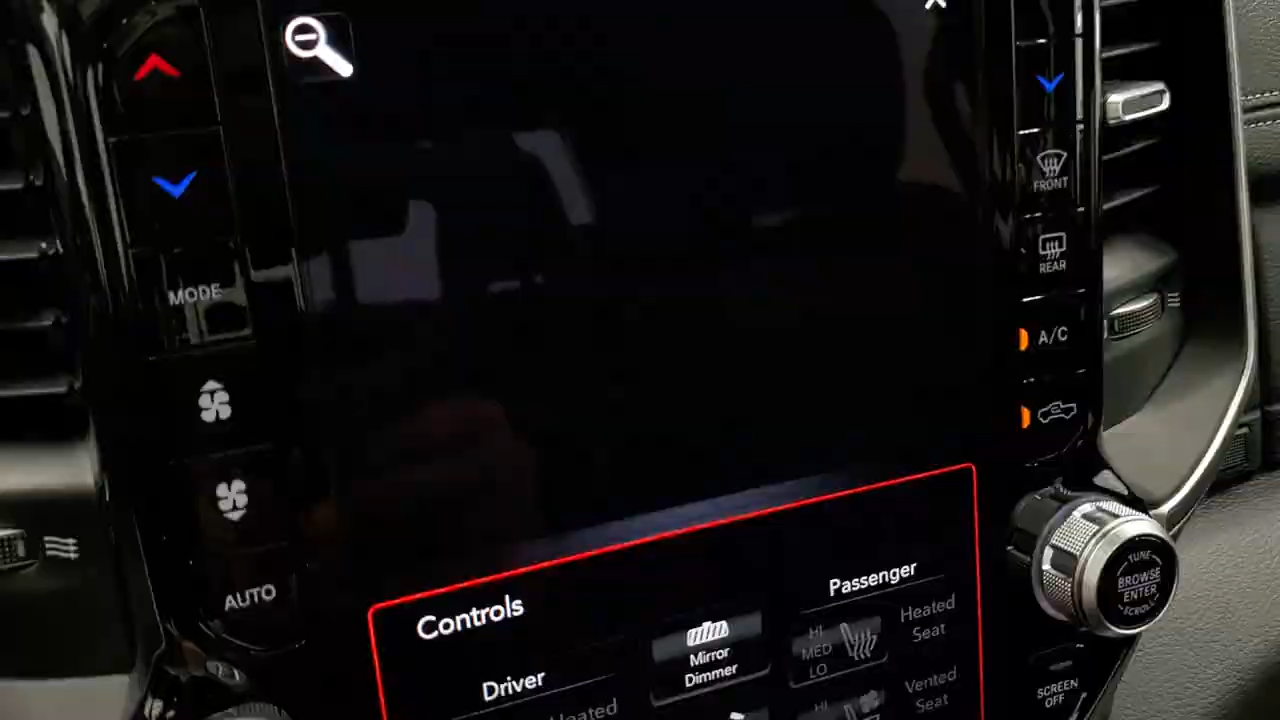 MODE
AUTO
FRONT
REAR
A/C
TUNE
BROWSE
ENTER
SCROLL
SCREEN
OFF
Controls
Driver
Heated
Mirror
Dimmer
Passenger
HI
MED
LO
Heated
Seat
HI
Vented
Seat